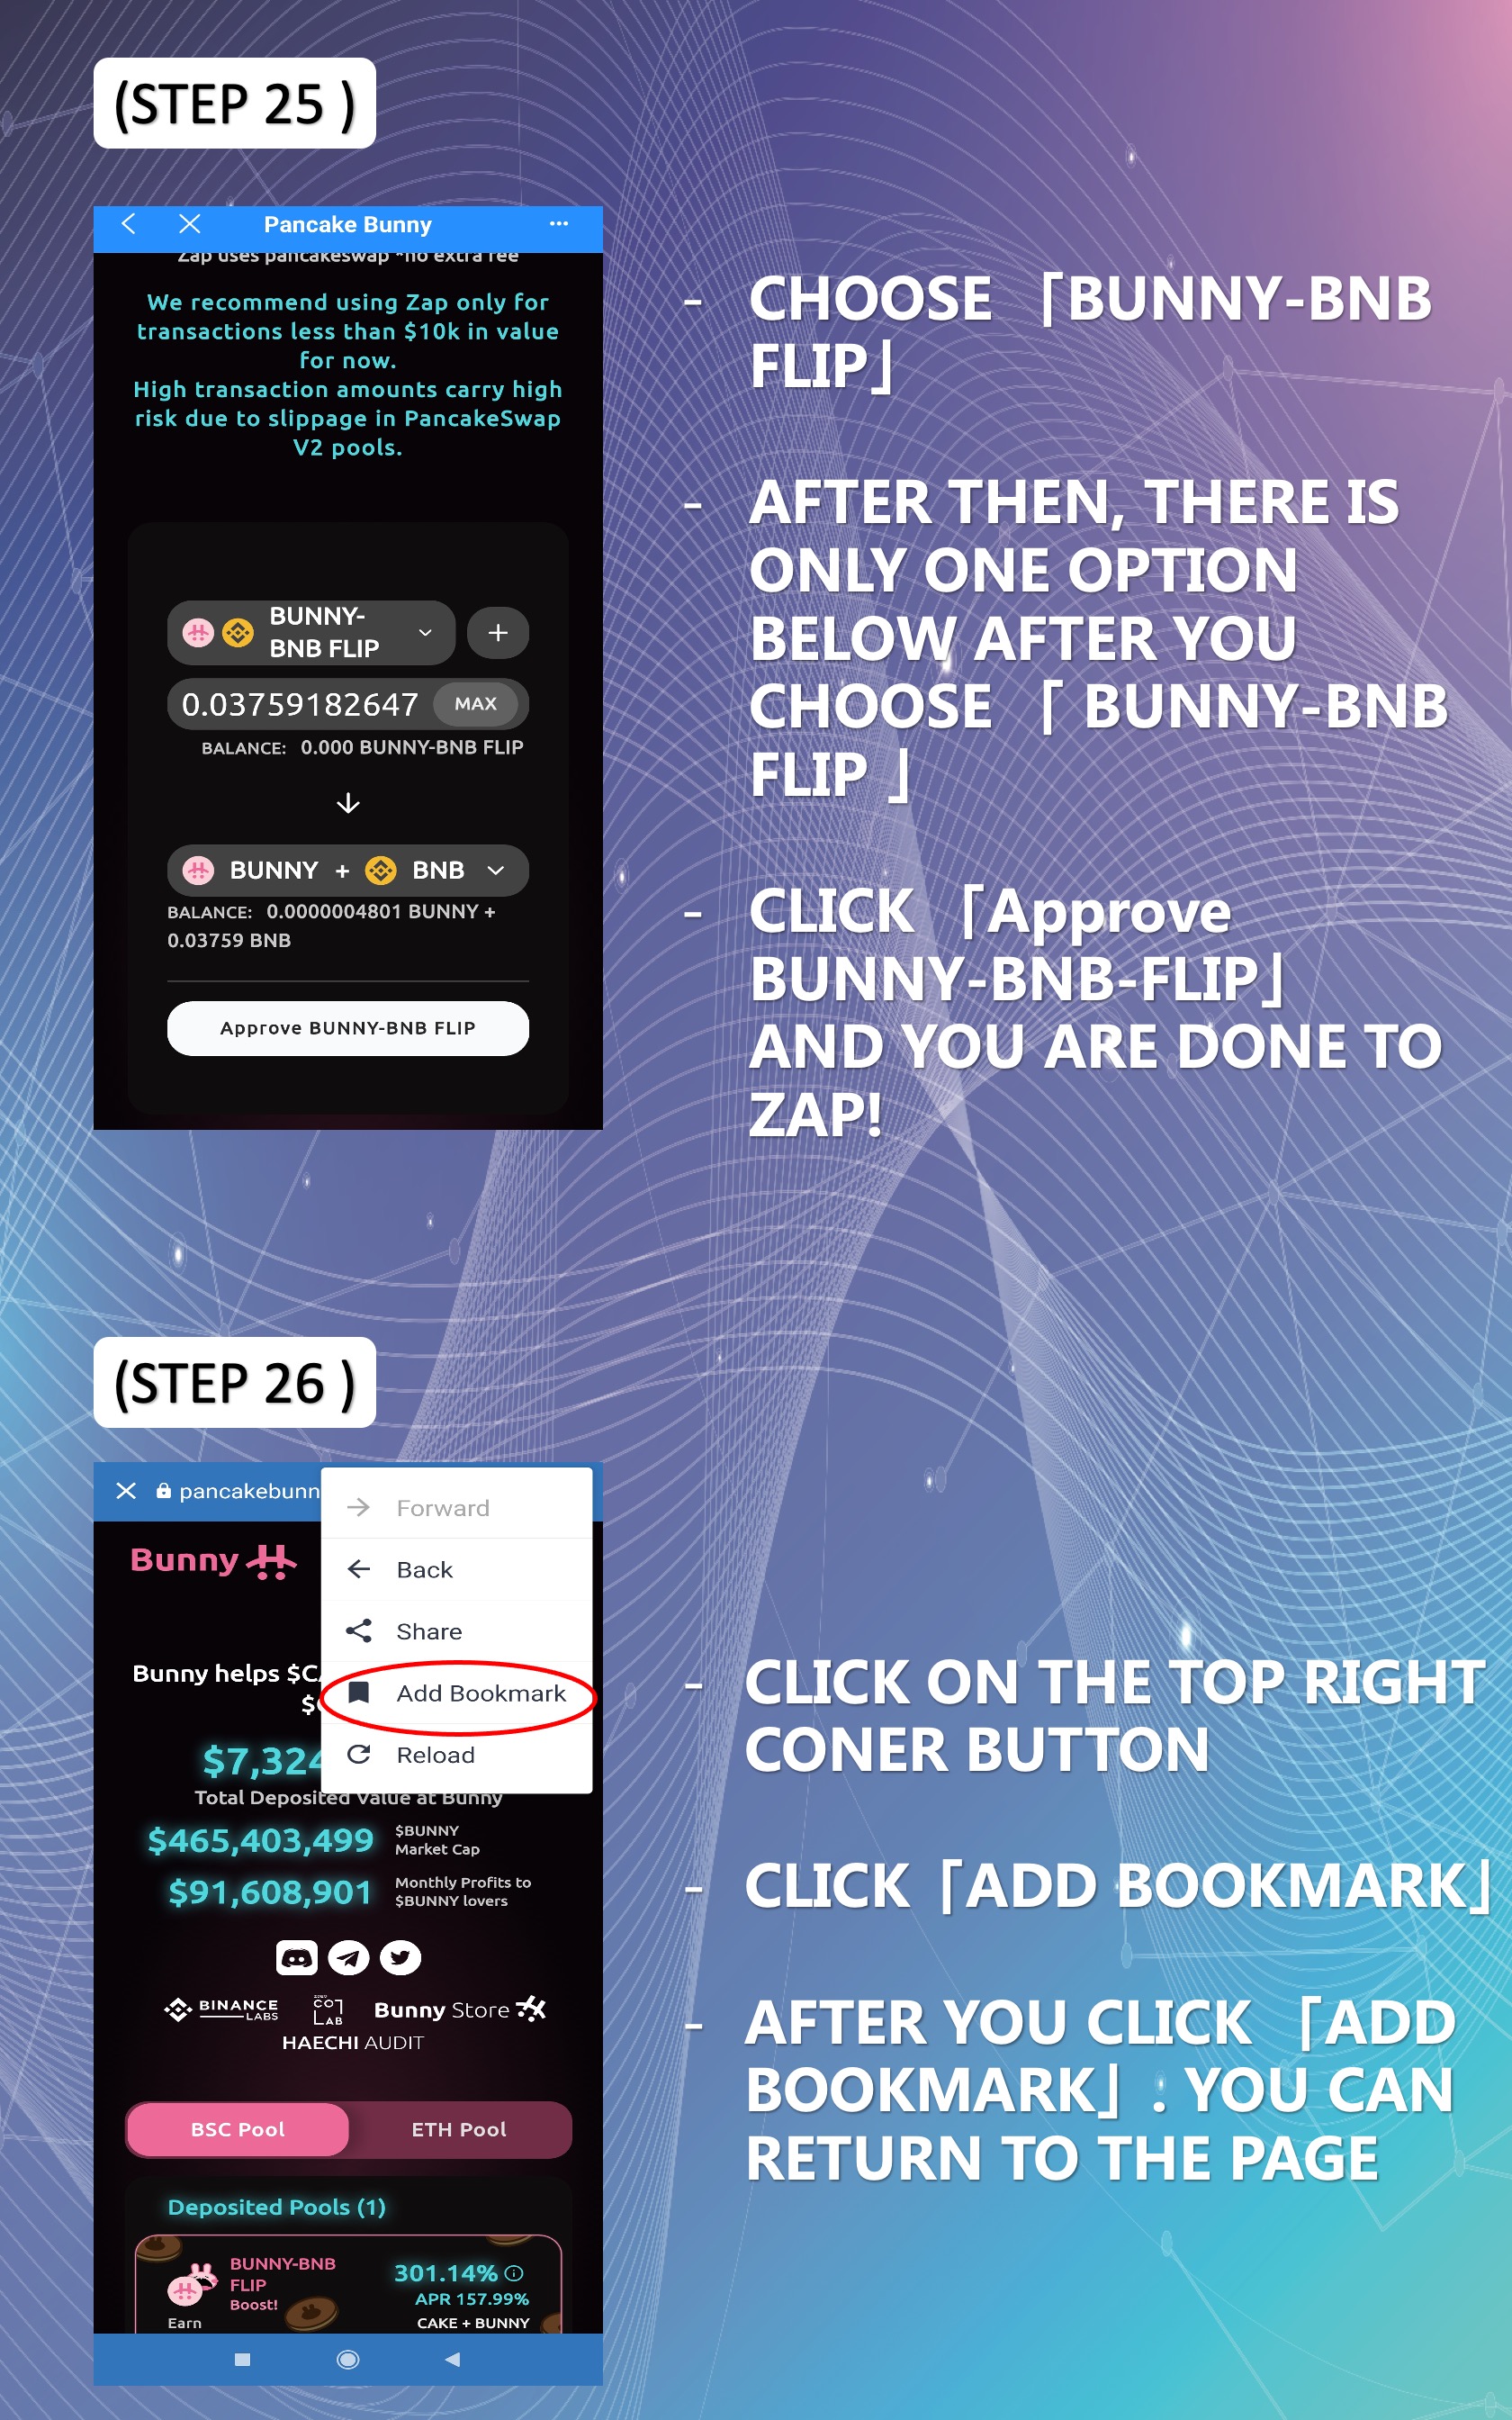 (STEP 25 )
Pancake Bunny
Zap uses pancakeswap *no extra fee
We recommend using Zap only for
transactions less than $10k in value
for now.
High transaction amounts carry high
risk due to slippage in PancakeSwap
V2 pools.
BUNNY-
BNB FLIP
0.03759182647 MAX
BALANCE: 0.000 BUNNY-BNB FLIP
BUNNY + BNB
BALANCE: 0.0000004801 BUNNY +
0.03759 BNB
Approve BUNNY-BNB FLIP
- CHOOSE 「BUNNY-BNB
FLIP」
- AFTER THEN, THERE IS
ONLY ONE OPTION
BELOW AFTER YOU
CHOOSE 「 BUNNY-BNB
FLIP 」
- CLICK 「Approve
BUNNY-BNB-FLIP」
AND YOU ARE DONE TO
ZAP!
(STEP 26 )
pancakebunn
Forward
Back
Share
Add Bookmark
Reload
Bunny
Bunny helps $C
$
$7,324
Total Deposited Value at Bunny
$465,403,499 $BUNNY
Market Cap
$91,608,901 Monthly Profits to
$BUNNY lovers
BINANCE
LABS
CO
LAB
Bunny Store
HAECHI AUDIT
BSC Pool ETH Pool
Deposited Pools (1)
BUNNY-BNB
FLIP
Boost!
Earn
301.14%
APR 157.99%
CAKE + BUNNY
- CLICK ON THE TOP RIGHT
CONER BUTTON
- CLICK「ADD BOOKMARK」
- AFTER YOU CLICK 「ADD
BOOKMARK」. YOU CAN
RETURN TO THE PAGE